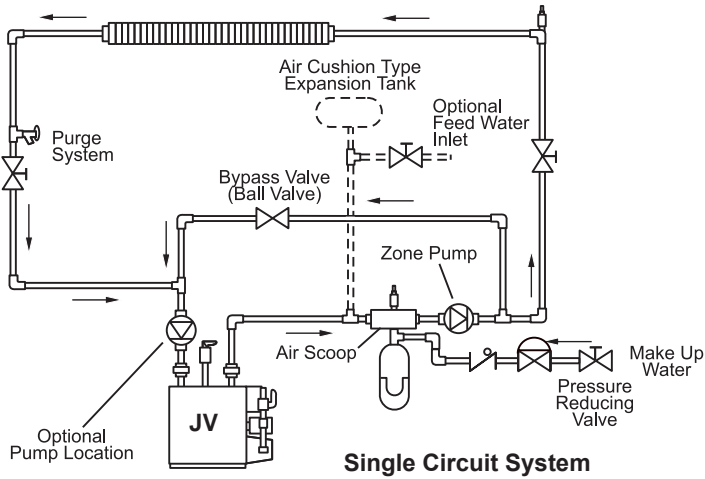 Air Cushion Type
Expansion Tank
Optional
Feed Water
Inlet
Purge
System
Bypass Valve
(Ball Valve)
Zone Pump
Air Scoop
Make Up
Water
Pressure
Reducing
Valve
JV
Optional
Pump Location
Single Circuit System